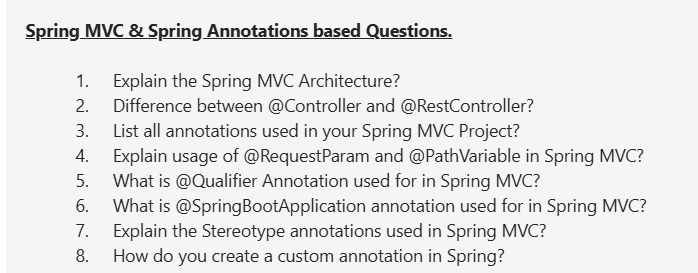 Spring MVC & Spring Annotations based Questions.
1. Explain the Spring MVC Architecture?
2. Difference between @Controller and @RestController?
3. List all annotations used in your Spring MVC Project?
4. Explain usage of @RequestParam and @PathVariable in Spring MVC?
5. What is @Qualifier Annotation used for in Spring MVC?
6. What is @SpringBootApplication annotation used for in Spring MVC?
7. Explain the Stereotype annotations used in Spring MVC?
8. How do you create a custom annotation in Spring?